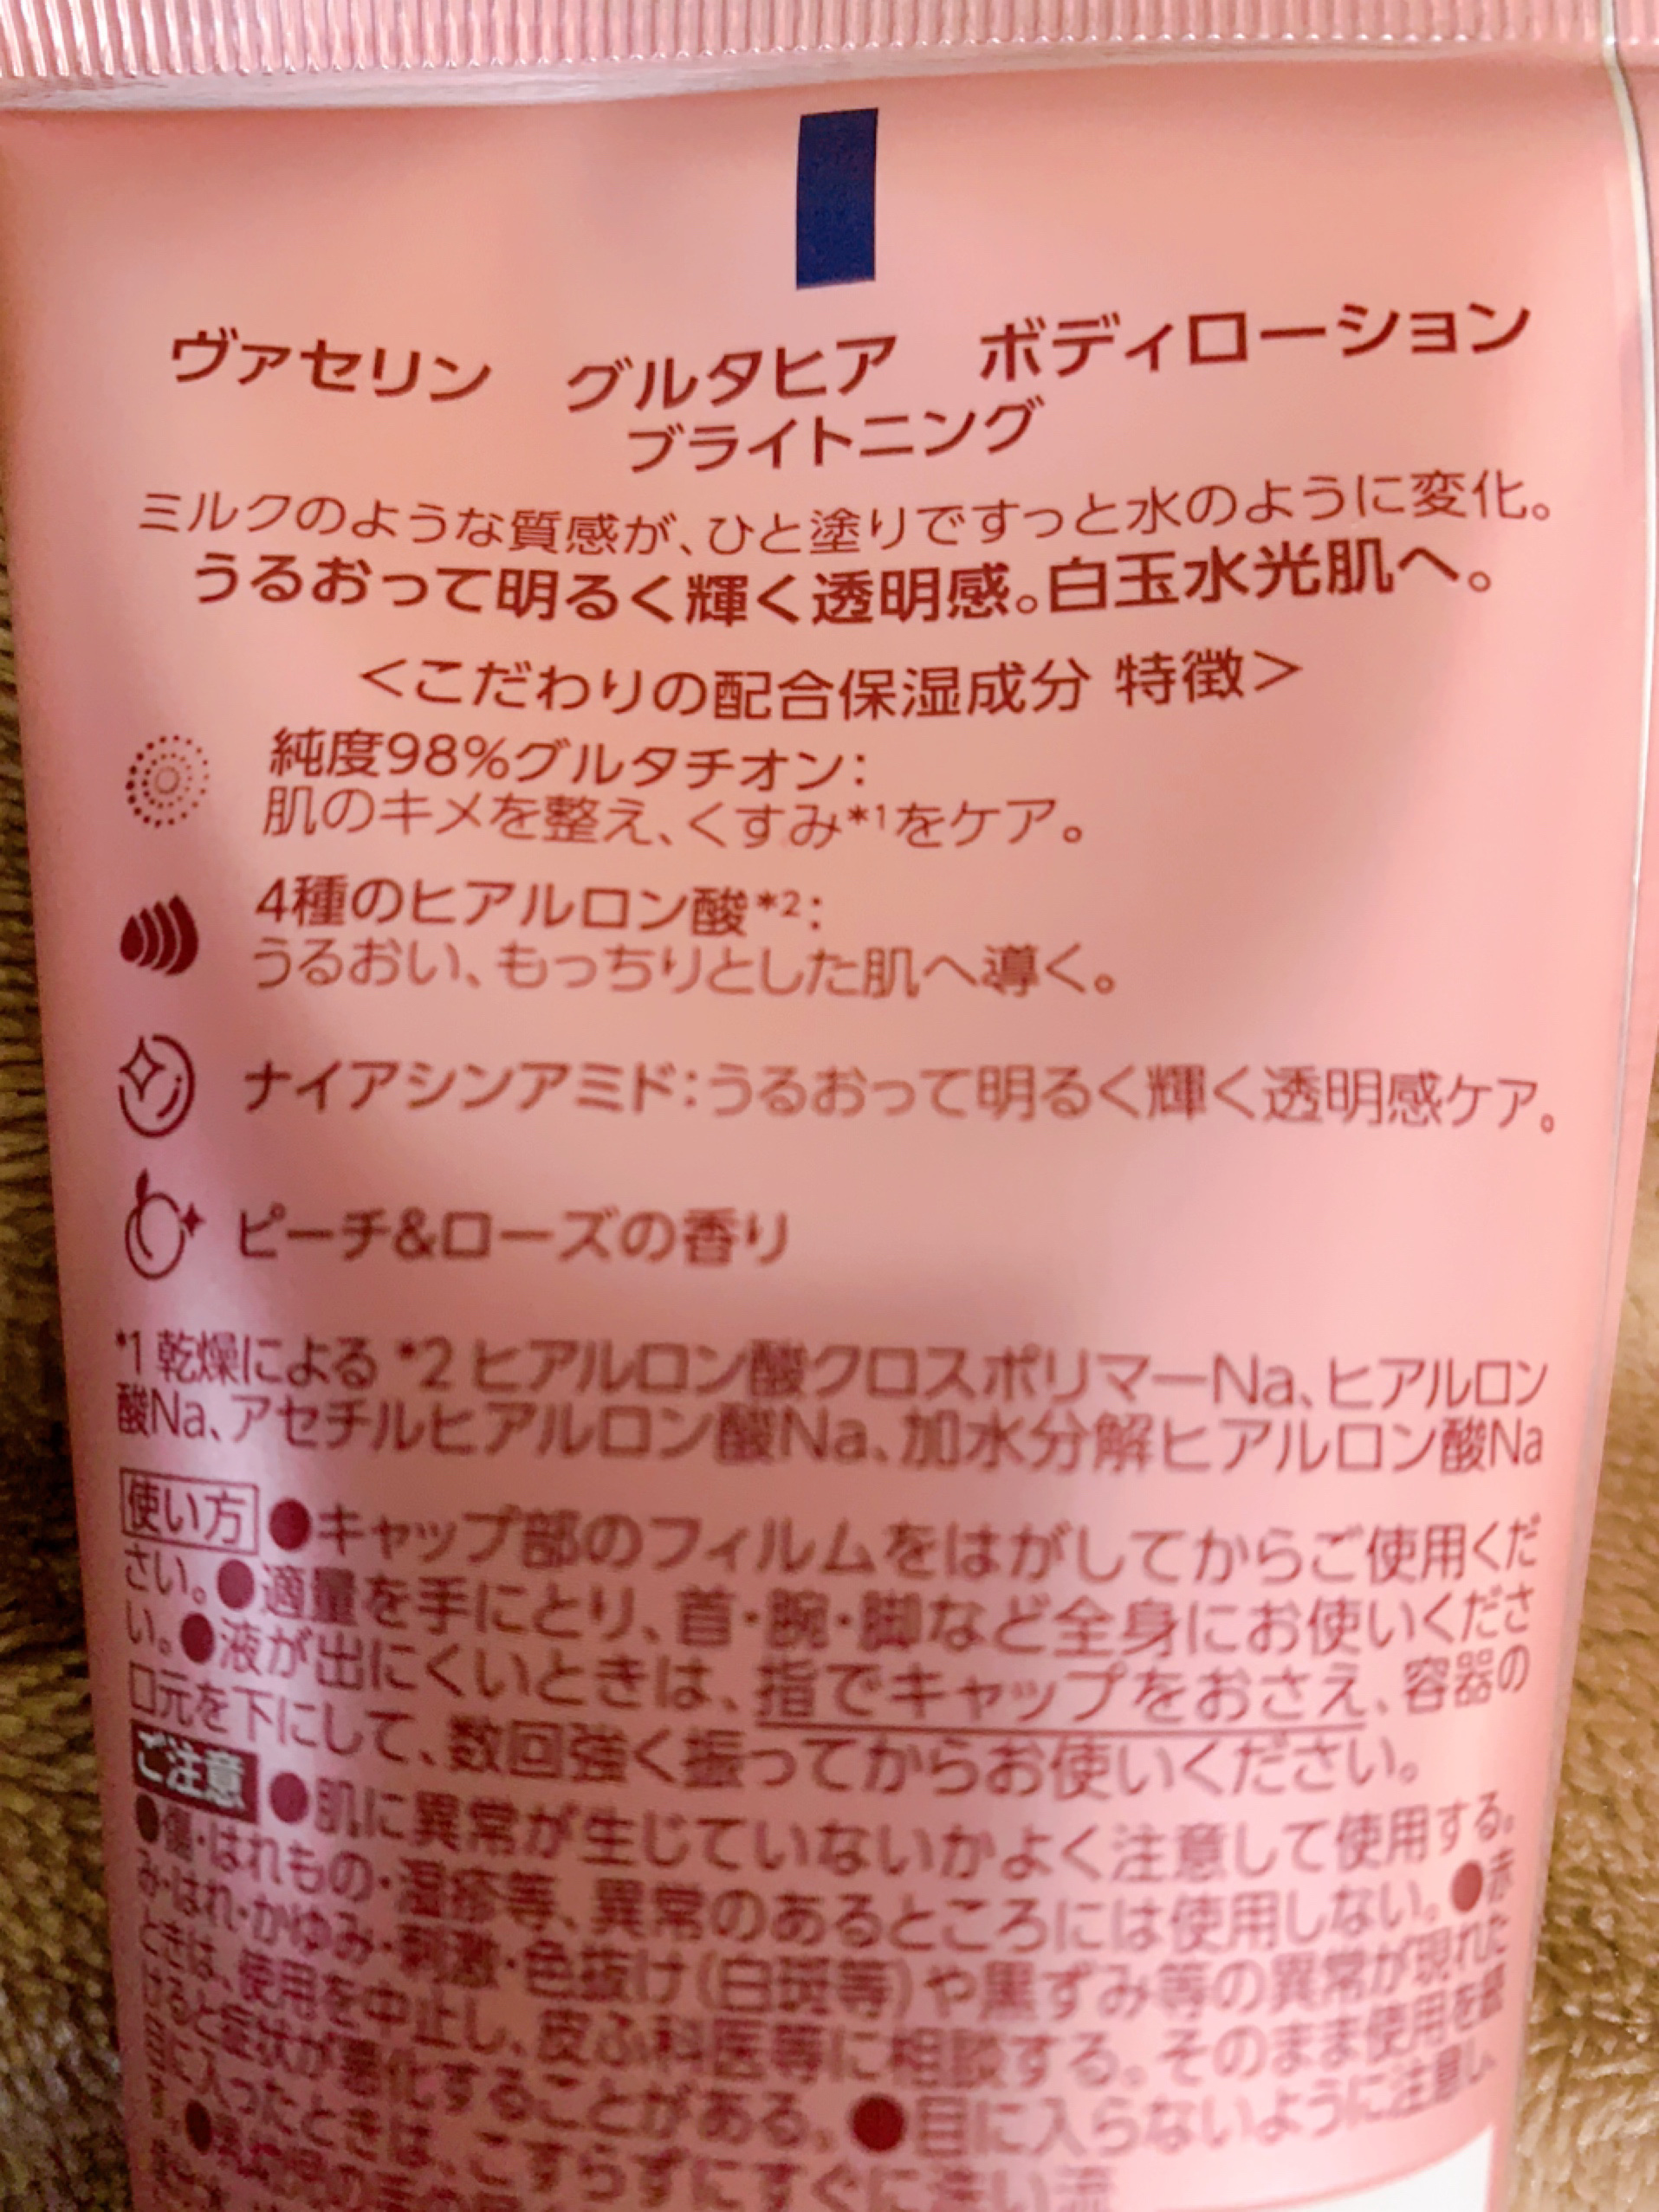 ヴァセリン グルタヒア ボディローション
ブライトニング
ミルクのような質感が、ひと塗りですっと水のように変化。
うるおって明るく輝く透明感。白玉水光肌へ。
＜こだわりの配合保湿成分 特徴＞
純度98%グルタチオン：
肌のキメを整え、くすみ*1をケア。
4種のヒアルロン酸*2：
うるおい、もっちりとした肌へ導く。
ナイアシンアミド：うるおって明るく輝く透明感ケア。
ピーチ&ローズの香り
*1 乾燥による *2 ヒアルロン酸クロスポリマーNa、ヒアルロン
酸Na、アセチルヒアルロン酸Na、加水分解ヒアルロン酸Na
使い方 ●キャップ部のフィルムをはがしてからご使用くだ
さい。●適量を手にとり、首・腕・脚など全身にお使いくださ
い。●液が出にくいときは、指でキャップをおさえ、容器の
口元を下にして、数回強く振ってからお使いください。
ご注意 ●肌に異常が生じていないかよく注意して使用する。
●傷・はれもの・湿疹等、異常のあるところには使用しない。●赤
み・はれ・かゆみ・刺激・色抜け（白斑等）や黒ずみ等の異常が現れた
ときは、使用を中止し、皮ふ科医等に相談する。そのまま使用を続
けると症状が悪化することがある。●目に入らないように注意し
目に入ったときは、こすらずにすぐに洗い流
す。●